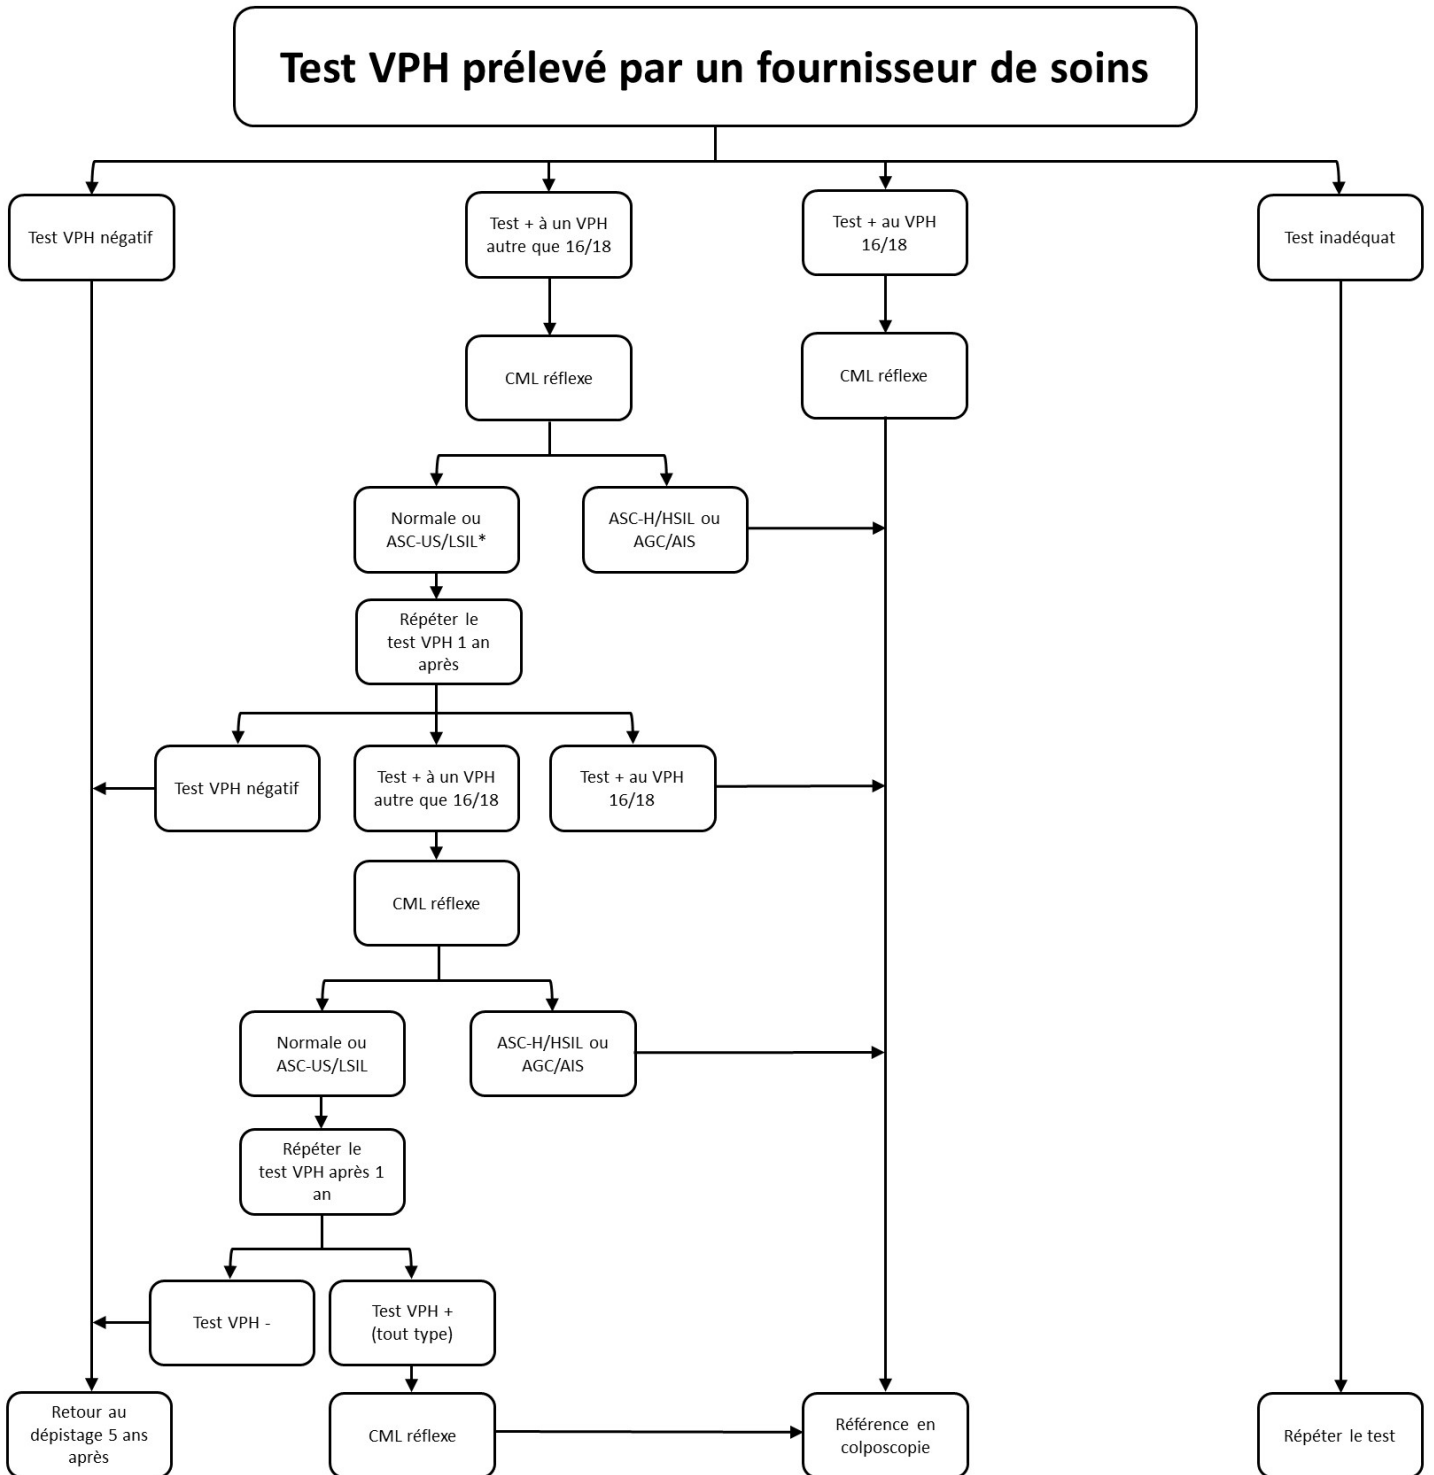 Test VPH prélevé par un fournisseur de soins
Test VPH négatif
Test + à un VPH
autre que 16/18
Test + au VPH
16/18
Test inadéquat
CML réflexe
CML réflexe
Normale ou
ASC-US/LSIL*
ASC-H/HSIL ou
AGC/AIS
Répéter le
test VPH 1 an
après
Test VPH négatif
Test + à un VPH
autre que 16/18
Test + au VPH
16/18
CML réflexe
Normale ou
ASC-US/LSIL
ASC-H/HSIL ou
AGC/AIS
Répéter le
test VPH après 1
an
Test VPH -
Test VPH +
(tout type)
Retour au
dépistage 5 ans
après
CML réflexe
Référence en
colposcopie
Répéter le test